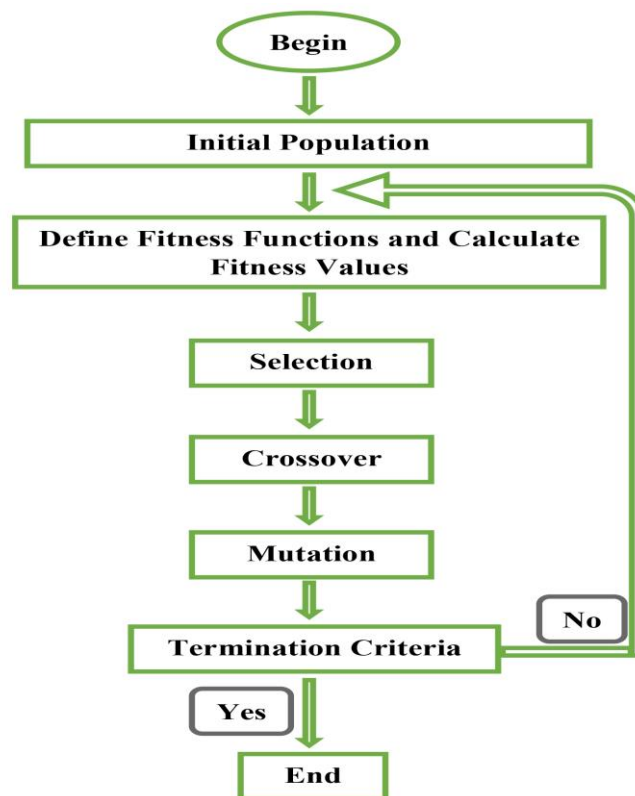 Begin
Initial Population
Define Fitness Functions and Calculate
Fitness Values
Selection
Crossover
Mutation
No
Termination Criteria
Yes
End